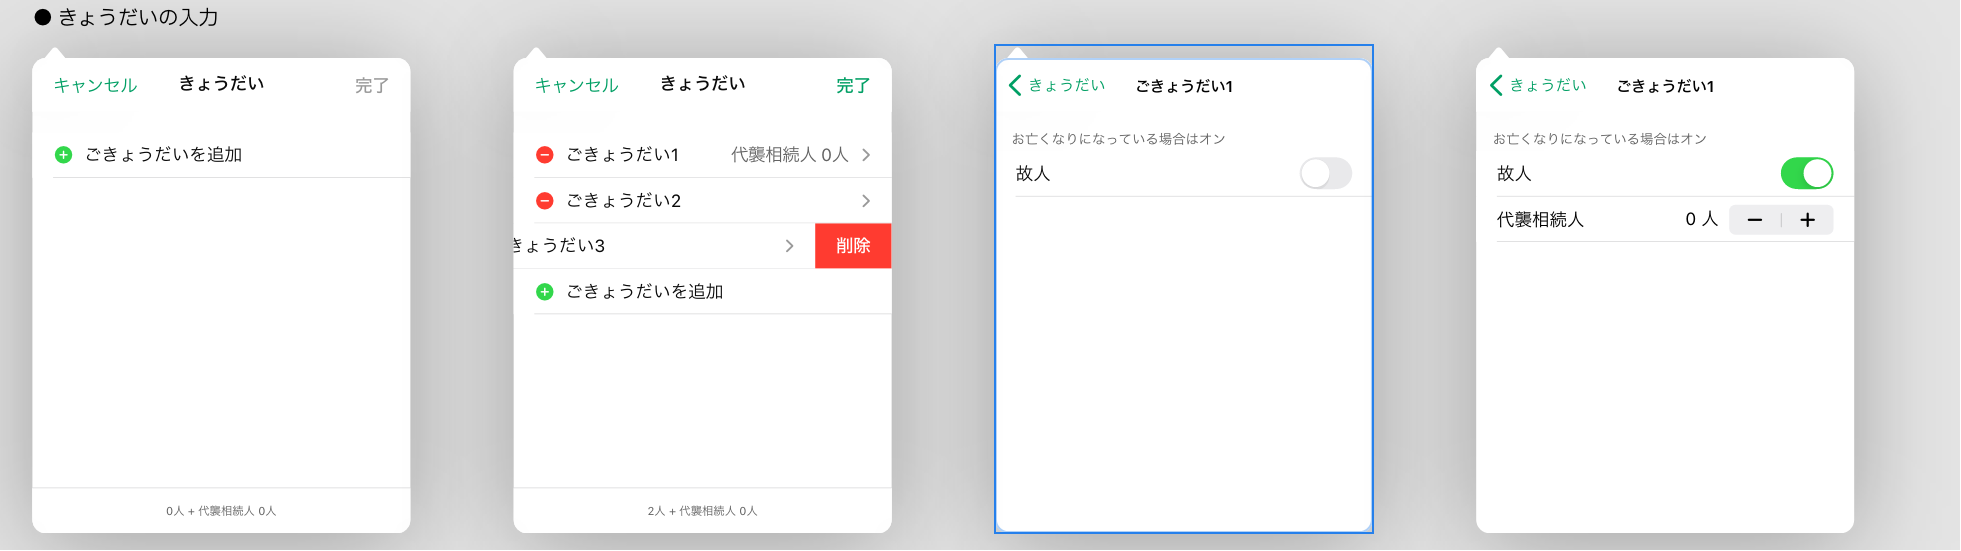 ● きょうだいの入力
キャンセル きょうだい 完了
ごきょうだいを追加
0人 + 代襲相続人 0人
キャンセル きょうだい 完了
ごきょうだい1 代襲相続人 0人
ごきょうだい2
きょうだい3 削除
ごきょうだいを追加
2人 + 代襲相続人 0人
きょうだい ごきょうだい1
お亡くなりになっている場合はオン
故人
きょうだい ごきょうだい1
お亡くなりになっている場合はオン
故人
代襲相続人 0 人